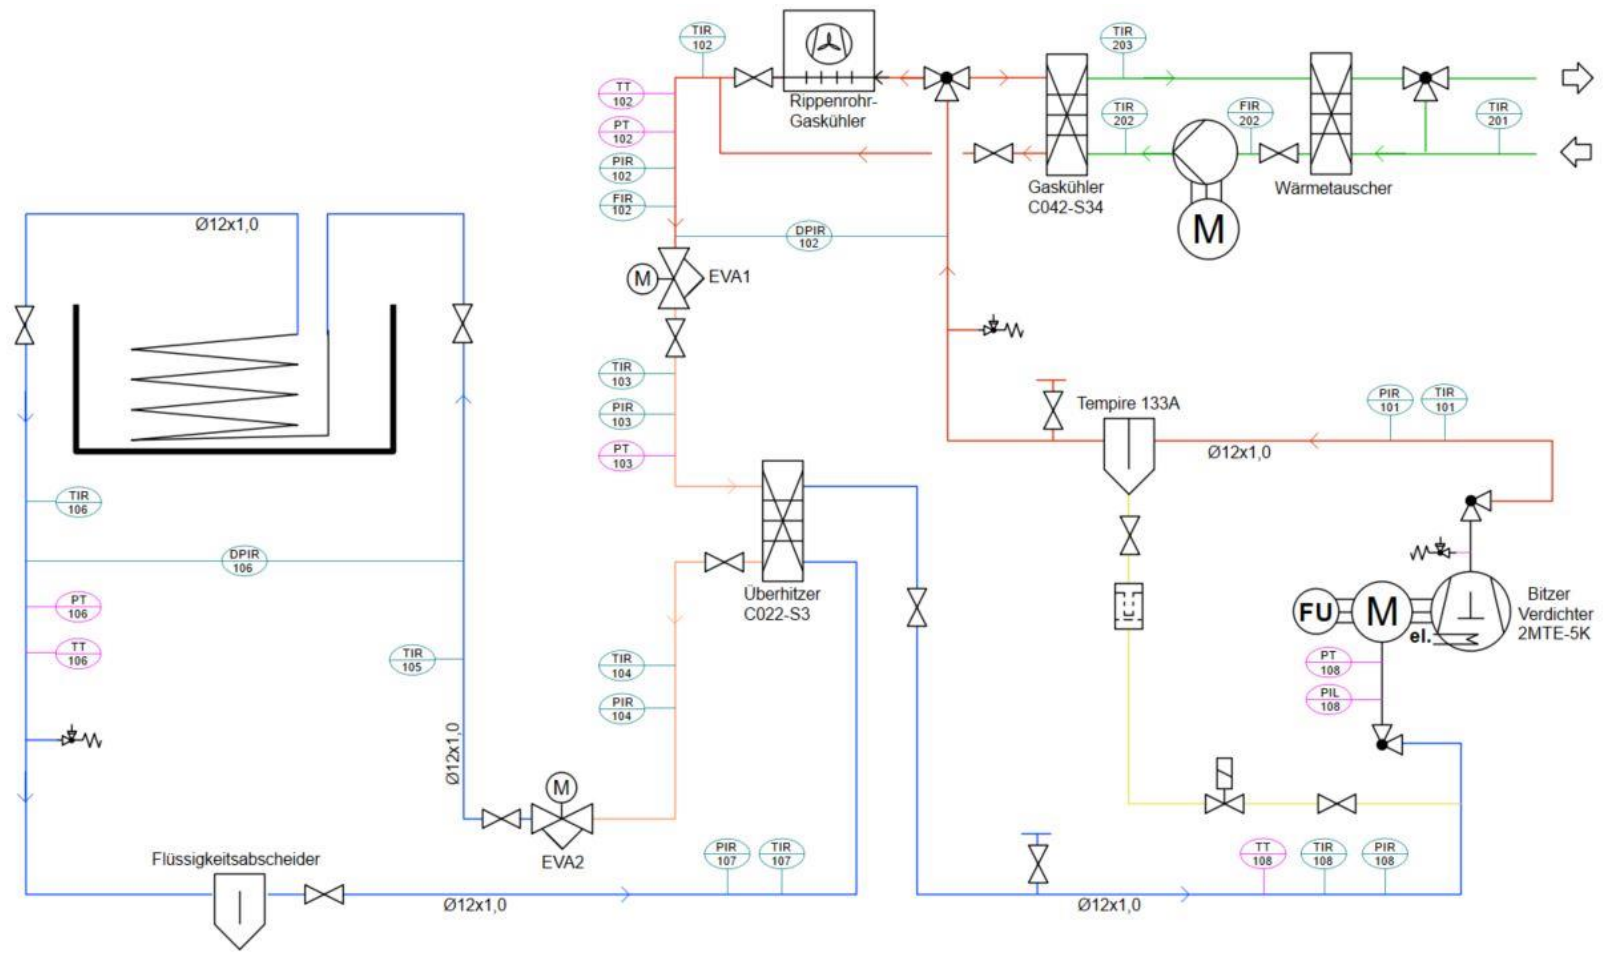 TIR
102
TT
102
PT
102
PIR
102
FIR
102
Rippenrohr-
Gaskühler
TIR
203
TIR
202
FIR
202
TIR
201
Gaskühler
C042-S34
Wärmetauscher
M
DPIR
102
M
EVA1
Ø12x1,0
TIR
103
PIR
103
PT
103
Tempire 133A
PIR
101
TIR
101
Ø12x1,0
TIR
106
DPIR
106
PT
106
TT
106
TIR
105
Überhitzer
C022-S3
TIR
104
PIR
104
FU
M
el.
Bitzer
Verdichter
2MTE-5K
PT
108
PIL
108
Ø12x1,0
M
EVA2
Flüssigkeitsabscheider
Ø12x1,0
PIR
107
TIR
107
TT
108
TIR
108
PIR
108
Ø12x1,0